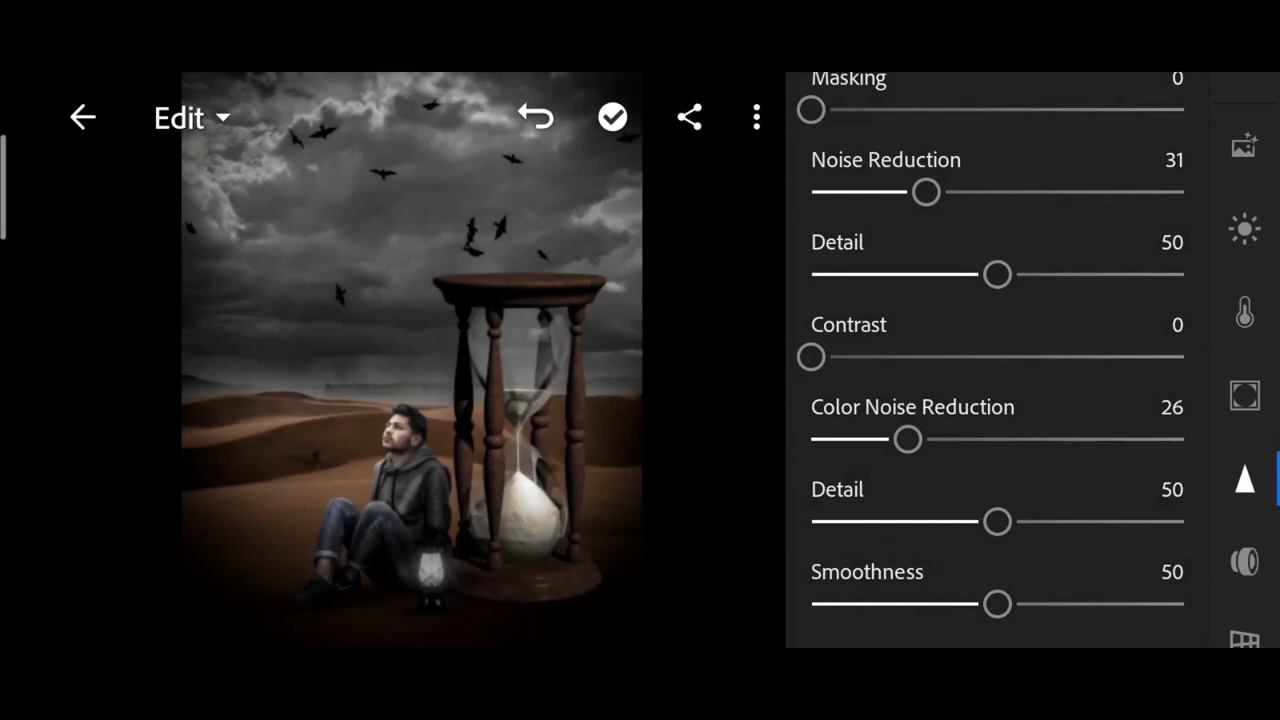 Edit
Masking 0
Noise Reduction 31
Detail 50
Contrast 0
Color Noise Reduction 26
Detail 50
Smoothness 50